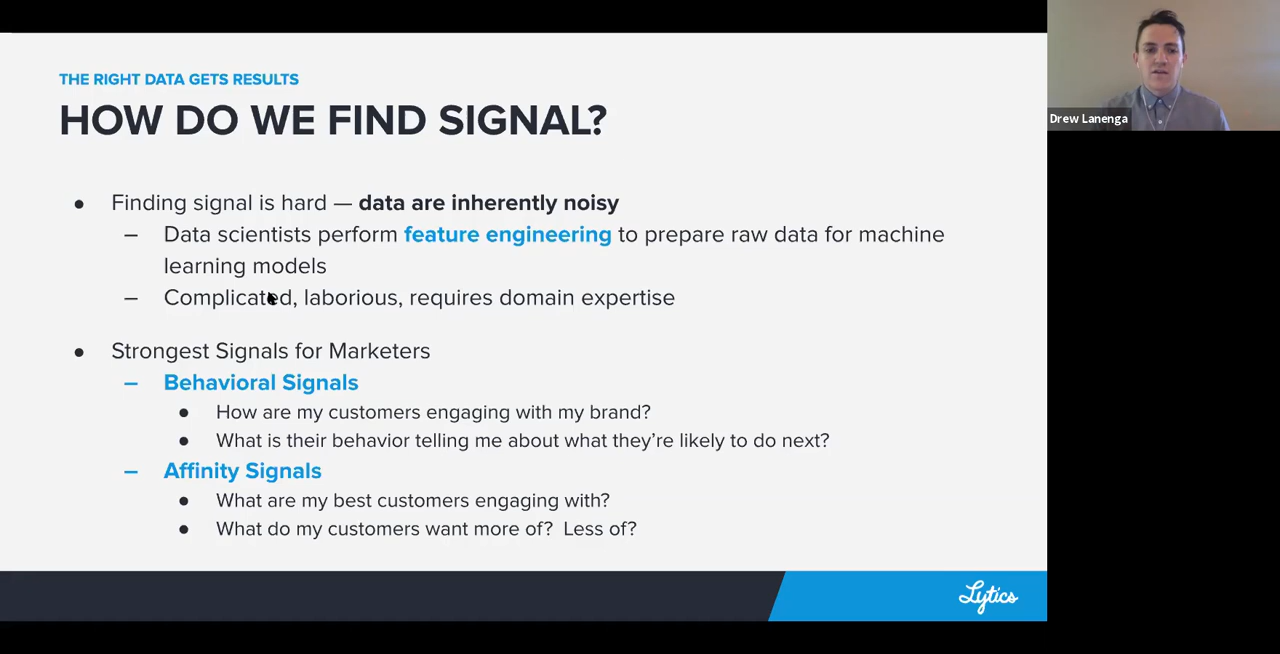 THE RIGHT DATA GETS RESULTS
HOW DO WE FIND SIGNAL?
● Finding signal is hard — data are inherently noisy
– Data scientists perform feature engineering to prepare raw data for machine
learning models
– Complicated, laborious, requires domain expertise
● Strongest Signals for Marketers
– Behavioral Signals
● How are my customers engaging with my brand?
● What is their behavior telling me about what they’re likely to do next?
– Affinity Signals
● What are my best customers engaging with?
● What do my customers want more of?  Less of?
Lytics
Drew Lanenga